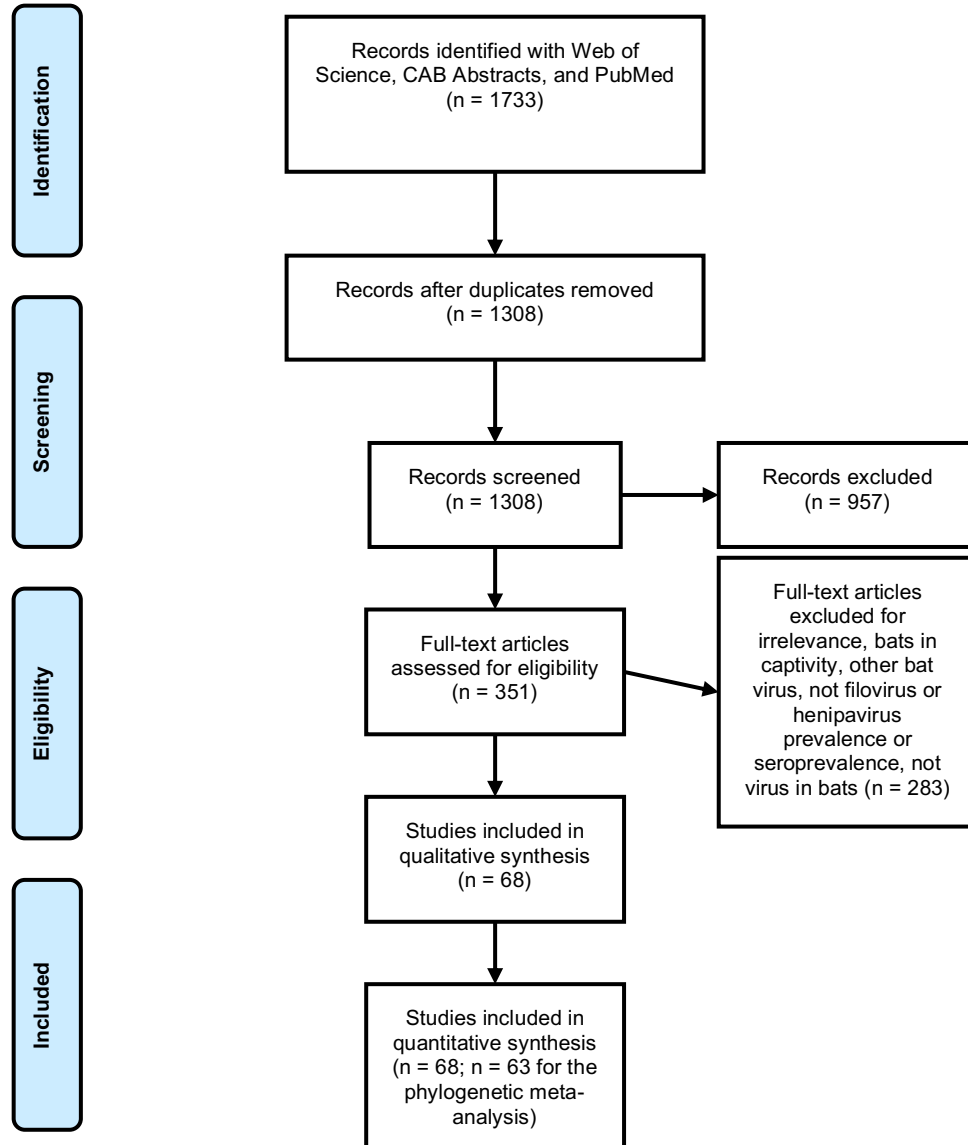 Identification
Records identified with Web of
Science, CAB Abstracts, and PubMed
(n = 1733)
Records after duplicates removed
(n = 1308)
Screening
Records screened
(n = 1308)
Records excluded
(n = 957)
Eligibility
Full-text articles
assessed for eligibility
(n = 351)
Full-text articles
excluded for
irrelevance, bats in
captivity, other bat
virus, not filovirus or
henipavirus
prevalence or
seroprevalence, not
virus in bats (n = 283)
Studies included in
qualitative synthesis
(n = 68)
Included
Studies included in
quantitative synthesis
(n = 68; n = 63 for the
phylogenetic meta-
analysis)